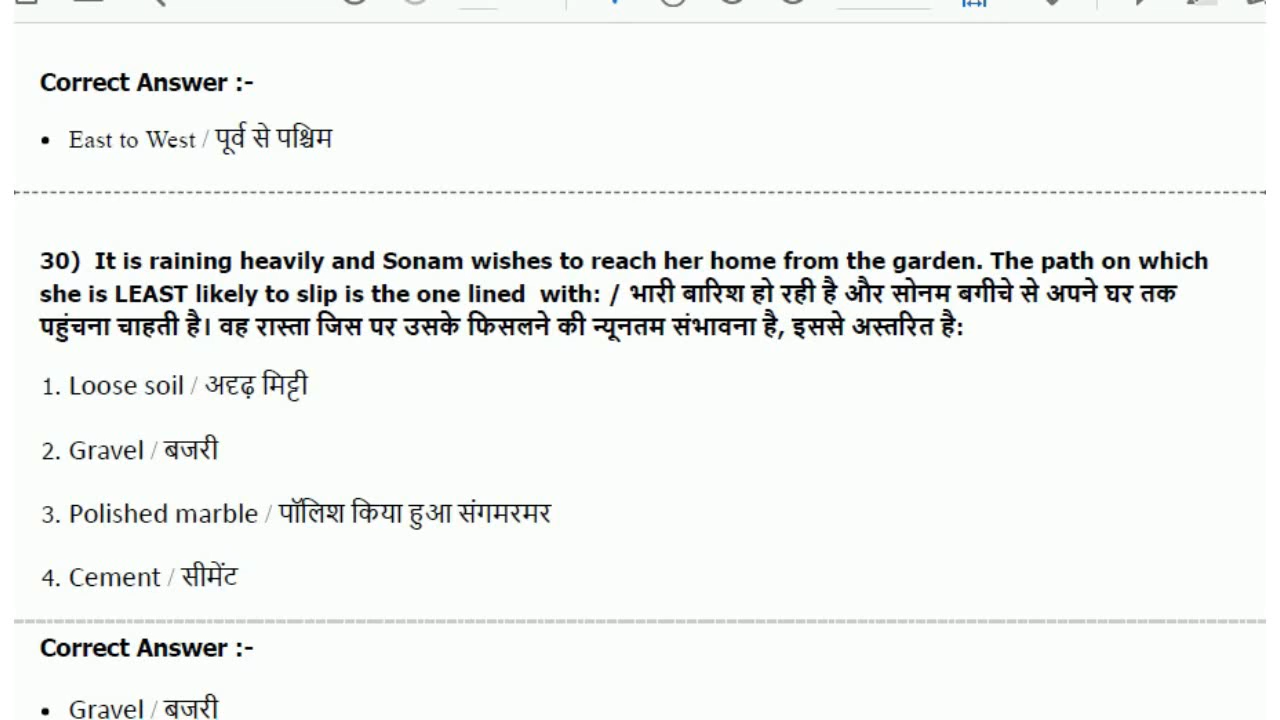 Correct Answer :-
• East to West / पूर्व से पश्चिम
30) It is raining heavily and Sonam wishes to reach her home from the garden. The path on which
she is LEAST likely to slip is the one lined with: / भारी बारिश हो रही है और सोनम बगीचे से अपने घर तक
पहुंचना चाहती है। वह रास्ता जिस पर उसके फिसलने की न्यूनतम संभावना है, इससे अस्तरित है:
1. Loose soil / अदृढ़ मिट्टी
2. Gravel / बजरी
3. Polished marble / पॉलिश किया हुआ संगमरमर
4. Cement / सीमेंट
Correct Answer :-
• Gravel / बजरी